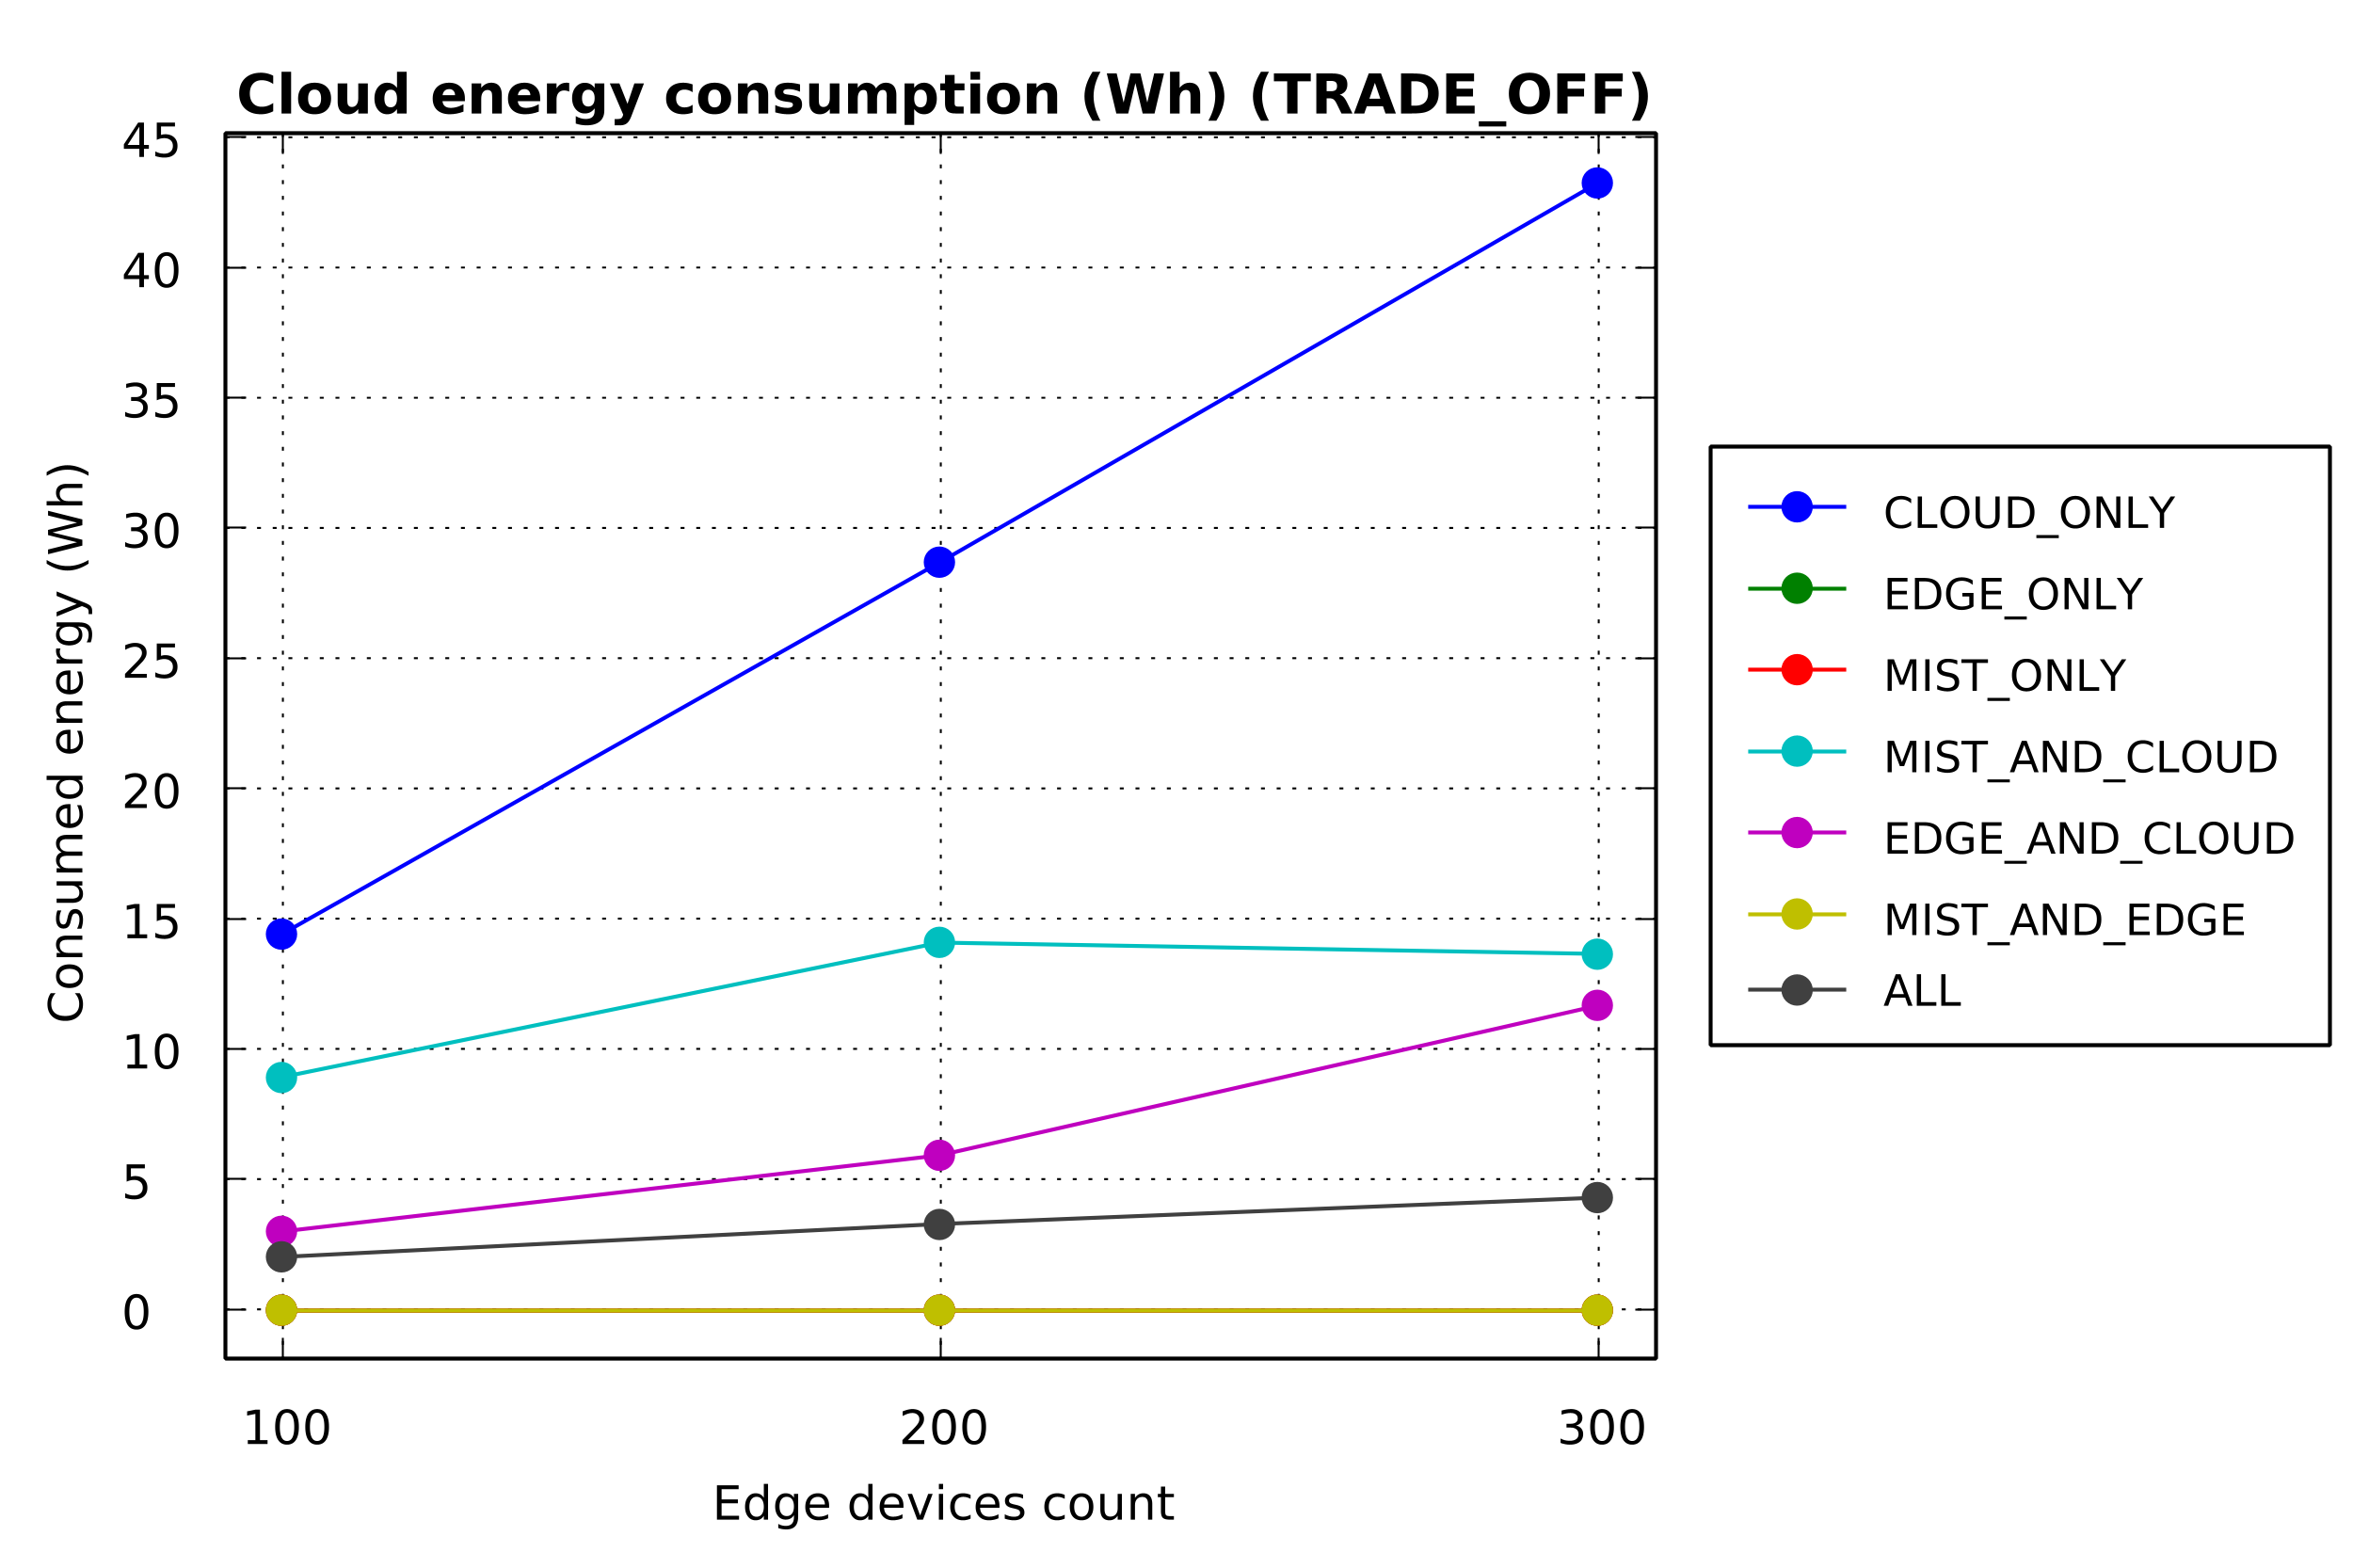 Cloud energy consumption (Wh) (TRADE_OFF)
Consumed energy (Wh)
45
40
35
30
25
20
15
10
5
0
100 200 300
Edge devices count
CLOUD_ONLY
EDGE_ONLY
MIST_ONLY
MIST_AND_CLOUD
EDGE_AND_CLOUD
MIST_AND_EDGE
ALL